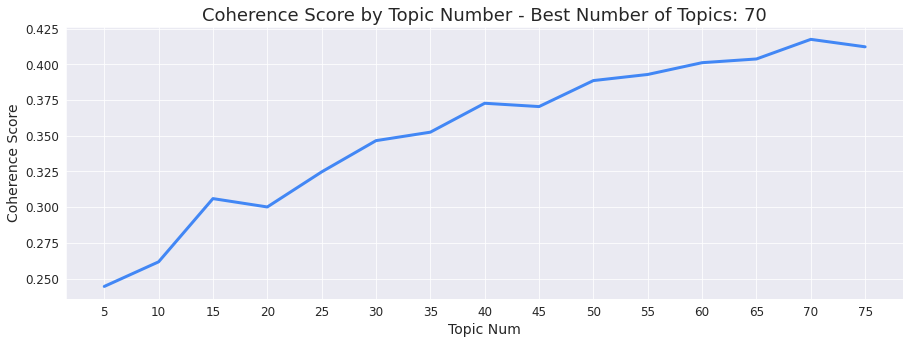 Coherence Score by Topic Number - Best Number of Topics: 70
Coherence Score
0.425
0.400
0.375
0.350
0.325
0.300
0.275
0.250
5 10 15 20 25 30 35 40 45 50 55 60 65 70 75
Topic Num